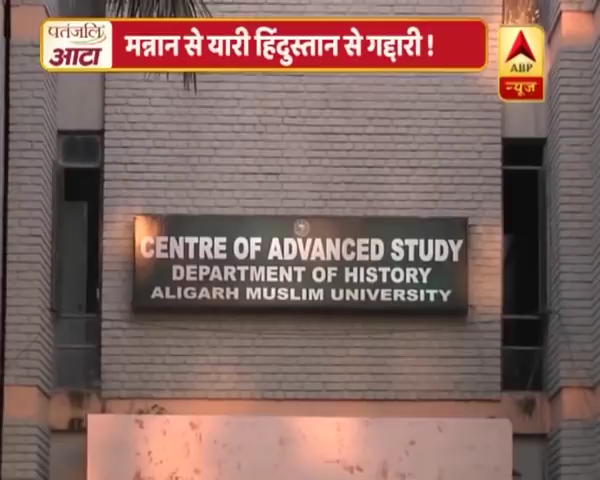 पतंजलि
आटा
मन्नान से यारी हिंदुस्तान से गद्दारी !
ABP
न्यूज़
CENTRE OF ADVANCED STUDY
DEPARTMENT OF HISTORY
ALIGARH MUSLIM UNIVERSITY